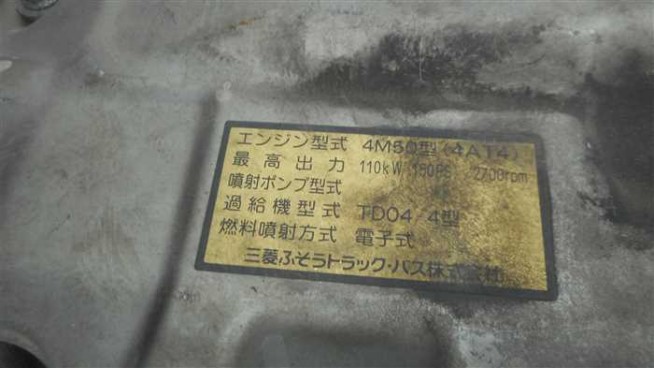 エンジン型式 4M50型(4AT4)
最高出力 110kW 150PS 2700rpm
噴射ポンプ型式
過給機型式 TD04/4型
燃料噴射方式 電子式
三菱ふそうトラック・バス株式会社